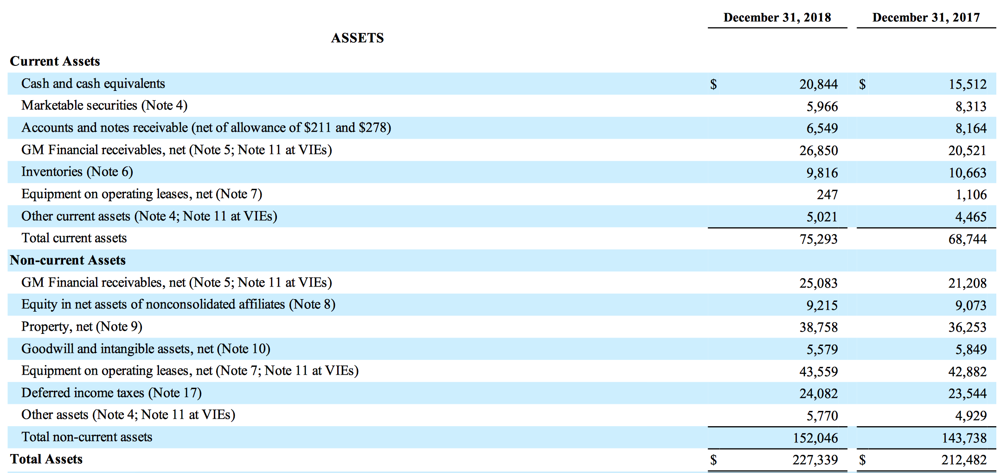 December 31, 2018 December 31, 2017
ASSETS
Current Assets
Cash and cash equivalents $ 20,844 $ 15,512
Marketable securities (Note 4) 5,966 8,313
Accounts and notes receivable (net of allowance of $211 and $278) 6,549 8,164
GM Financial receivables, net (Note 5; Note 11 at VIEs) 26,850 20,521
Inventories (Note 6) 9,816 10,663
Equipment on operating leases, net (Note 7) 247 1,106
Other current assets (Note 4; Note 11 at VIEs) 5,021 4,465
Total current assets 75,293 68,744
Non-current Assets
GM Financial receivables, net (Note 5; Note 11 at VIEs) 25,083 21,208
Equity in net assets of nonconsolidated affiliates (Note 8) 9,215 9,073
Property, net (Note 9) 38,758 36,253
Goodwill and intangible assets, net (Note 10) 5,579 5,849
Equipment on operating leases, net (Note 7; Note 11 at VIEs) 43,559 42,882
Deferred income taxes (Note 17) 24,082 23,544
Other assets (Note 4; Note 11 at VIEs) 5,770 4,929
Total non-current assets 152,046 143,738
Total Assets $ 227,339 $ 212,482